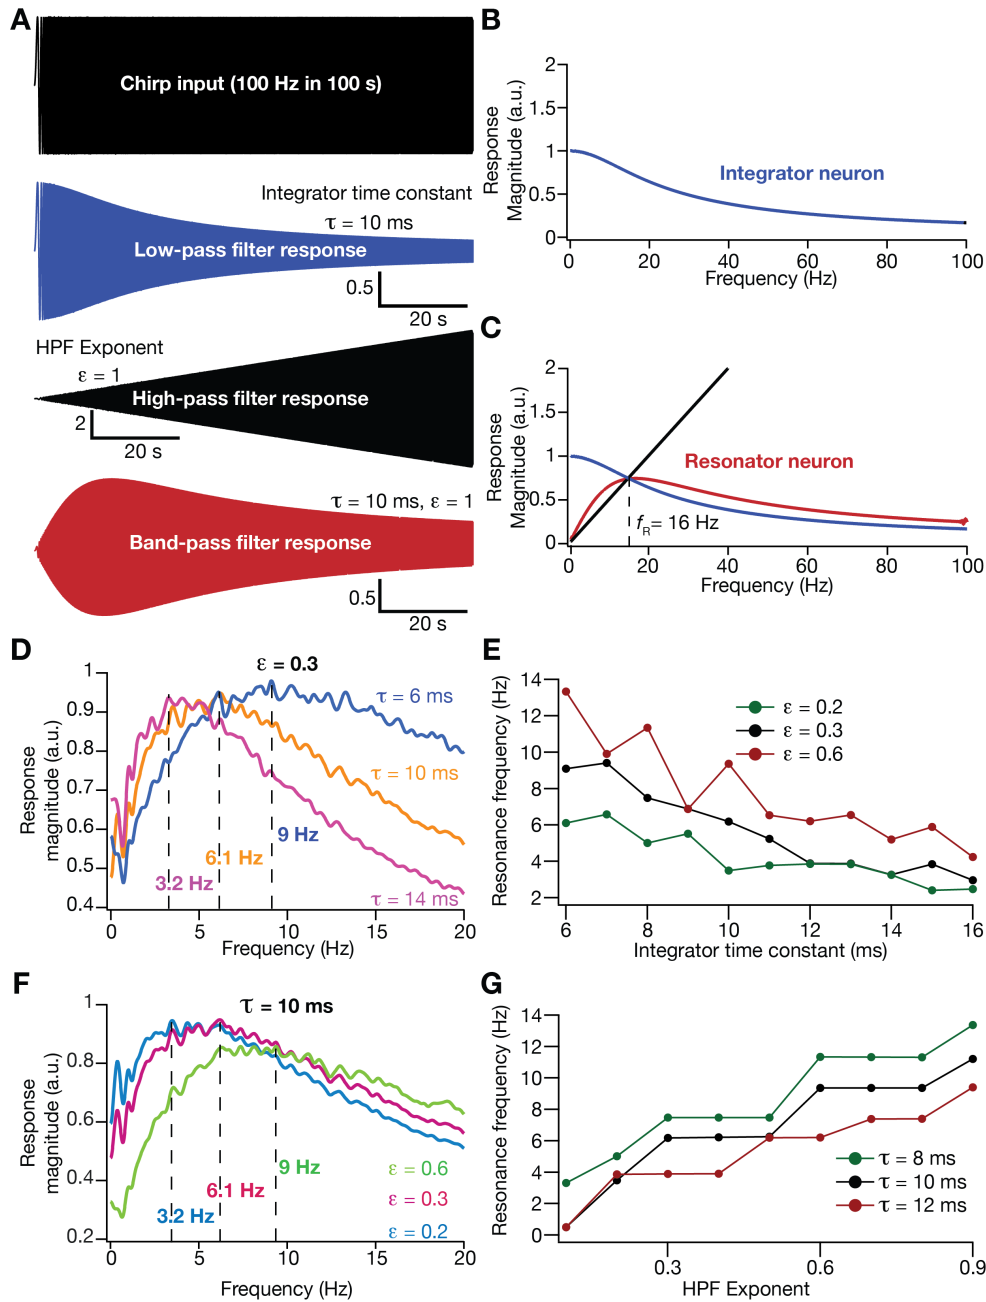 A
Chirp input (100 Hz in 100 s)
Integrator time constant
τ = 10 ms
Low-pass filter response
0.5
20 s
HPF Exponent
ε = 1
High-pass filter response
2
20 s
τ = 10 ms, ε = 1
Band-pass filter response
0.5
20 s
B
Response
Magnitude (a.u.)
2
1.5
1
0.5
0
Integrator neuron
0 20 40 60 80 100
Frequency (Hz)
C
Response
Magnitude (a.u.)
2
1.5
1
0.5
0
Resonator neuron
fR= 16 Hz
0 20 40 60 80 100
Frequency (Hz)
D
ε = 0.3
Response
magnitude (a.u.)
1
0.9
0.8
0.7
0.6
0.5
0.4
τ = 6 ms
τ = 10 ms
9 Hz
6.1 Hz
3.2 Hz
τ = 14 ms
0 5 10 15 20
Frequency (Hz)
E
Resonance frequency (Hz)
14
12
10
8
6
4
2
ε = 0.2
ε = 0.3
ε = 0.6
6 8 10 12 14 16
Integrator time constant (ms)
F
τ = 10 ms
Response
magnitude (a.u.)
1
0.8
0.6
0.4
0.2
9 Hz
6.1 Hz
3.2 Hz
ε = 0.6
ε = 0.3
ε = 0.2
0 5 10 15 20
Frequency (Hz)
G
Resonance frequency (Hz)
14
12
10
8
6
4
2
0
τ = 8 ms
τ = 10 ms
τ = 12 ms
0.3 0.6 0.9
HPF Exponent